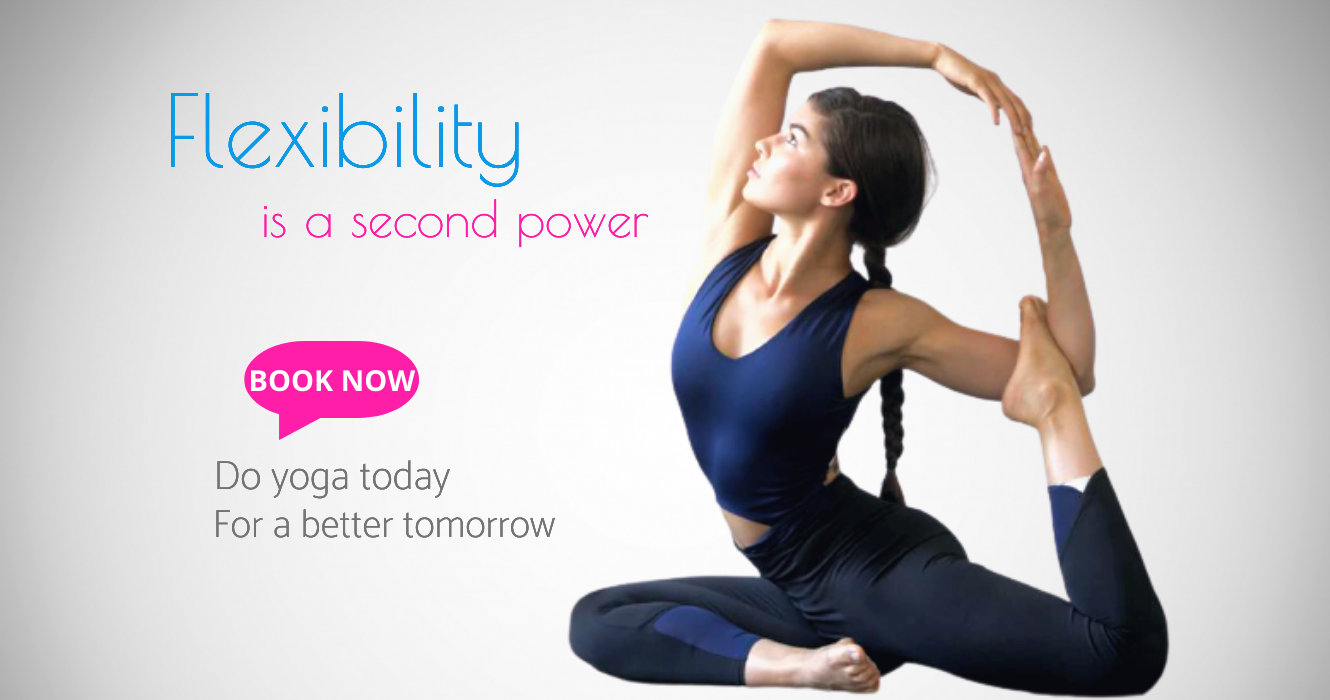 Flexibility
is a second power
BOOK NOW
Do yoga today
For a better tomorrow